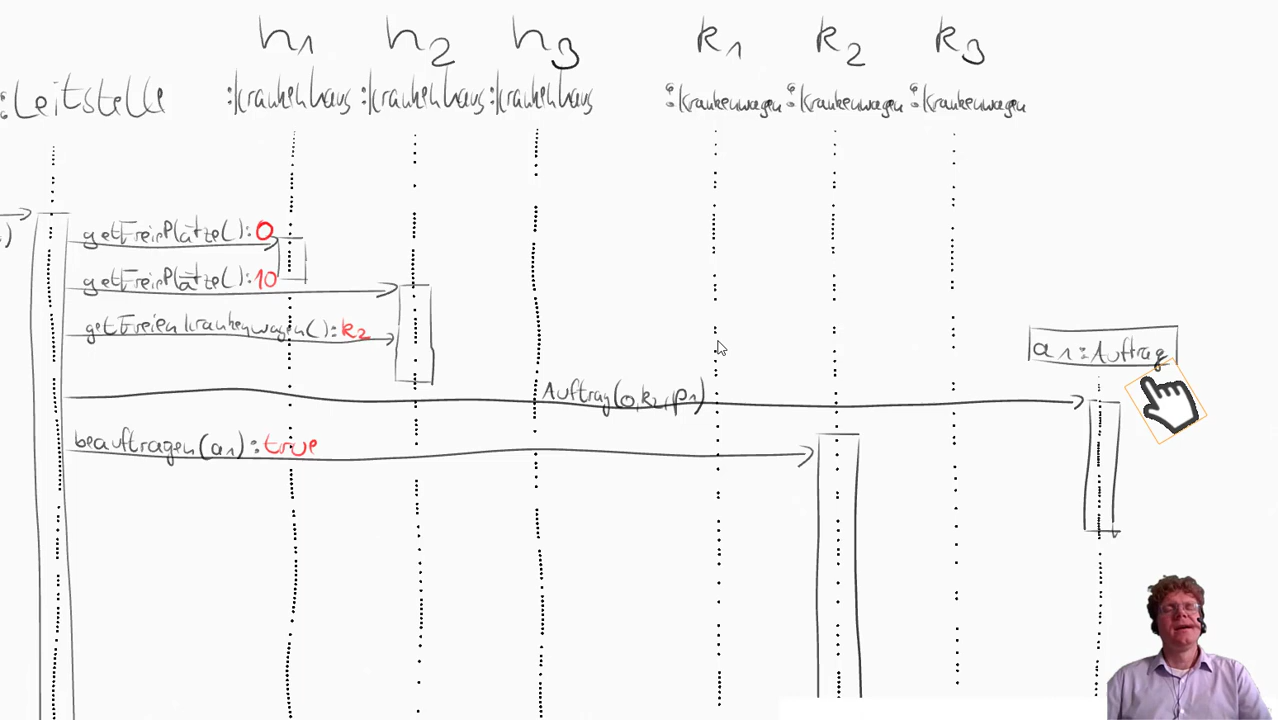 h1 h2 h3 k1 k2 k3
:Leitstelle :Krankenhaus :Krankenhaus :Krankenhaus :Krankenwagen :Krankenwagen :Krankenwagen
)
getFreiePlätze(): 0
getFreiePlätze(): 10
getFreienKrankenwagen(): k2
a1:Auftrag
Auftrag(o,k2,p1)
beauftragen(a1): true